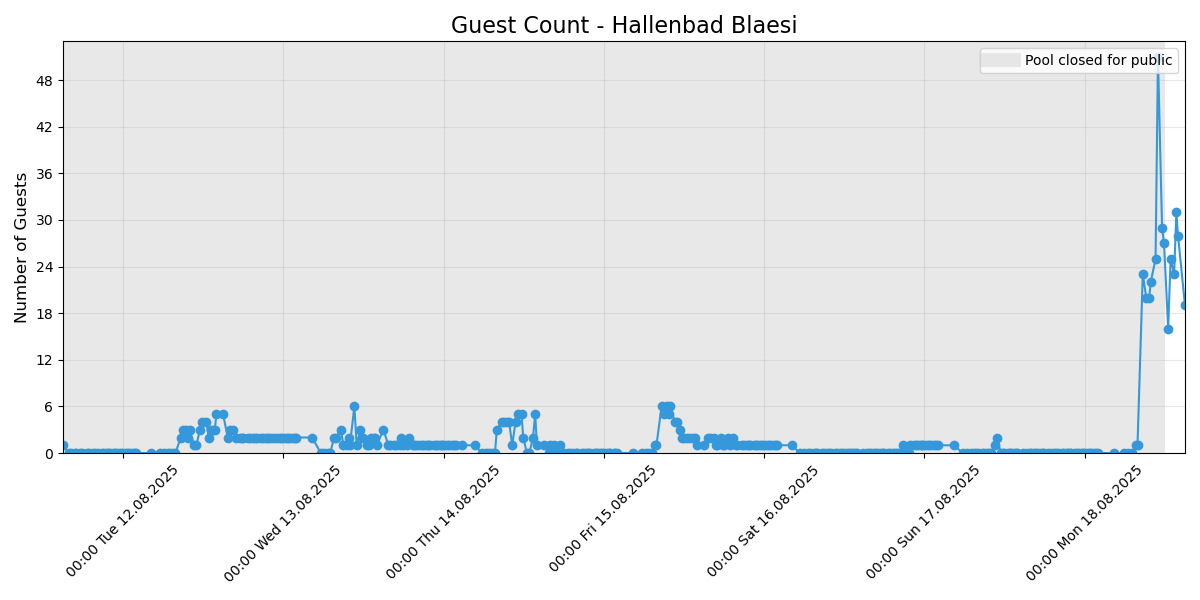 Guest Count - Hallenbad Blaesi
Pool closed for public
Number of Guests
48
42
36
30
24
18
12
6
0
00:00 Tue 12.08.2025
00:00 Wed 13.08.2025
00:00 Thu 14.08.2025
00:00 Fri 15.08.2025
00:00 Sat 16.08.2025
00:00 Sun 17.08.2025
00:00 Mon 18.08.2025